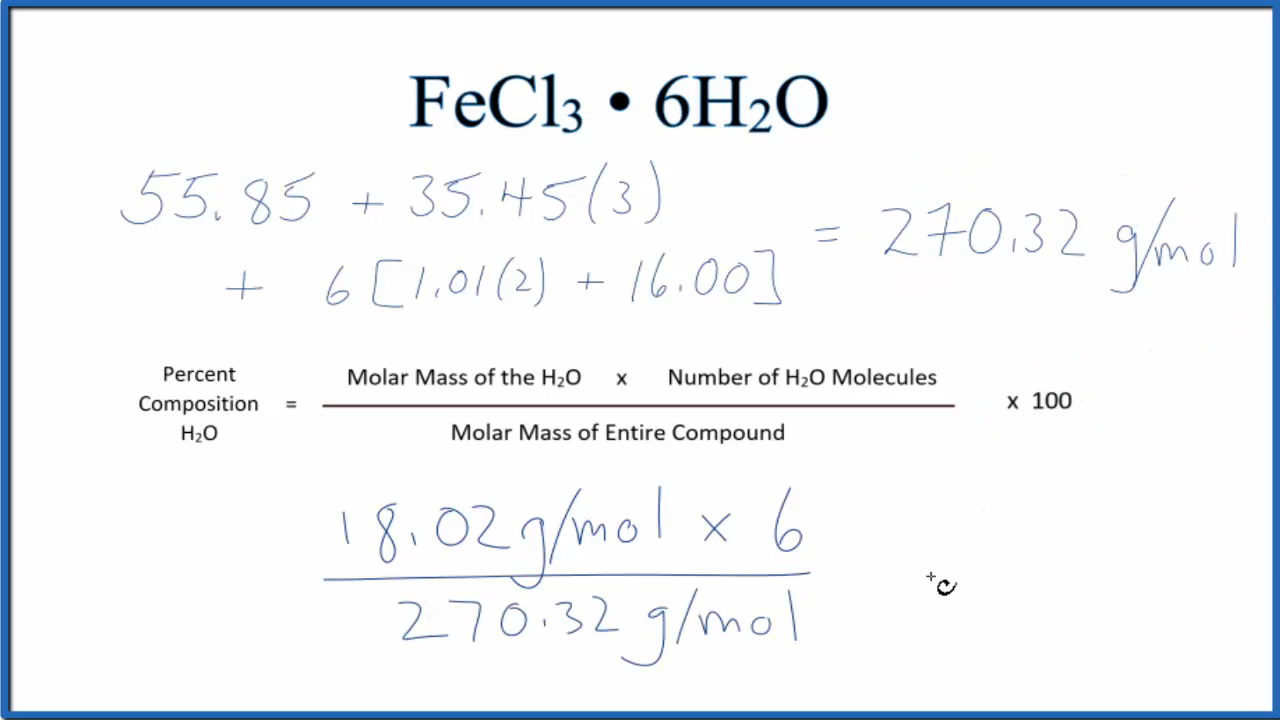 FeCl₃ • 6H₂O
55.85 + 35.45(3)
+ 6[1.01(2) + 16.00]
= 270.32 g/mol
Percent Composition H₂O = Molar Mass of the H₂O x Number of H₂O Molecules
Molar Mass of Entire Compound
x 100
18.02 g/mol x 6
270.32 g/mol